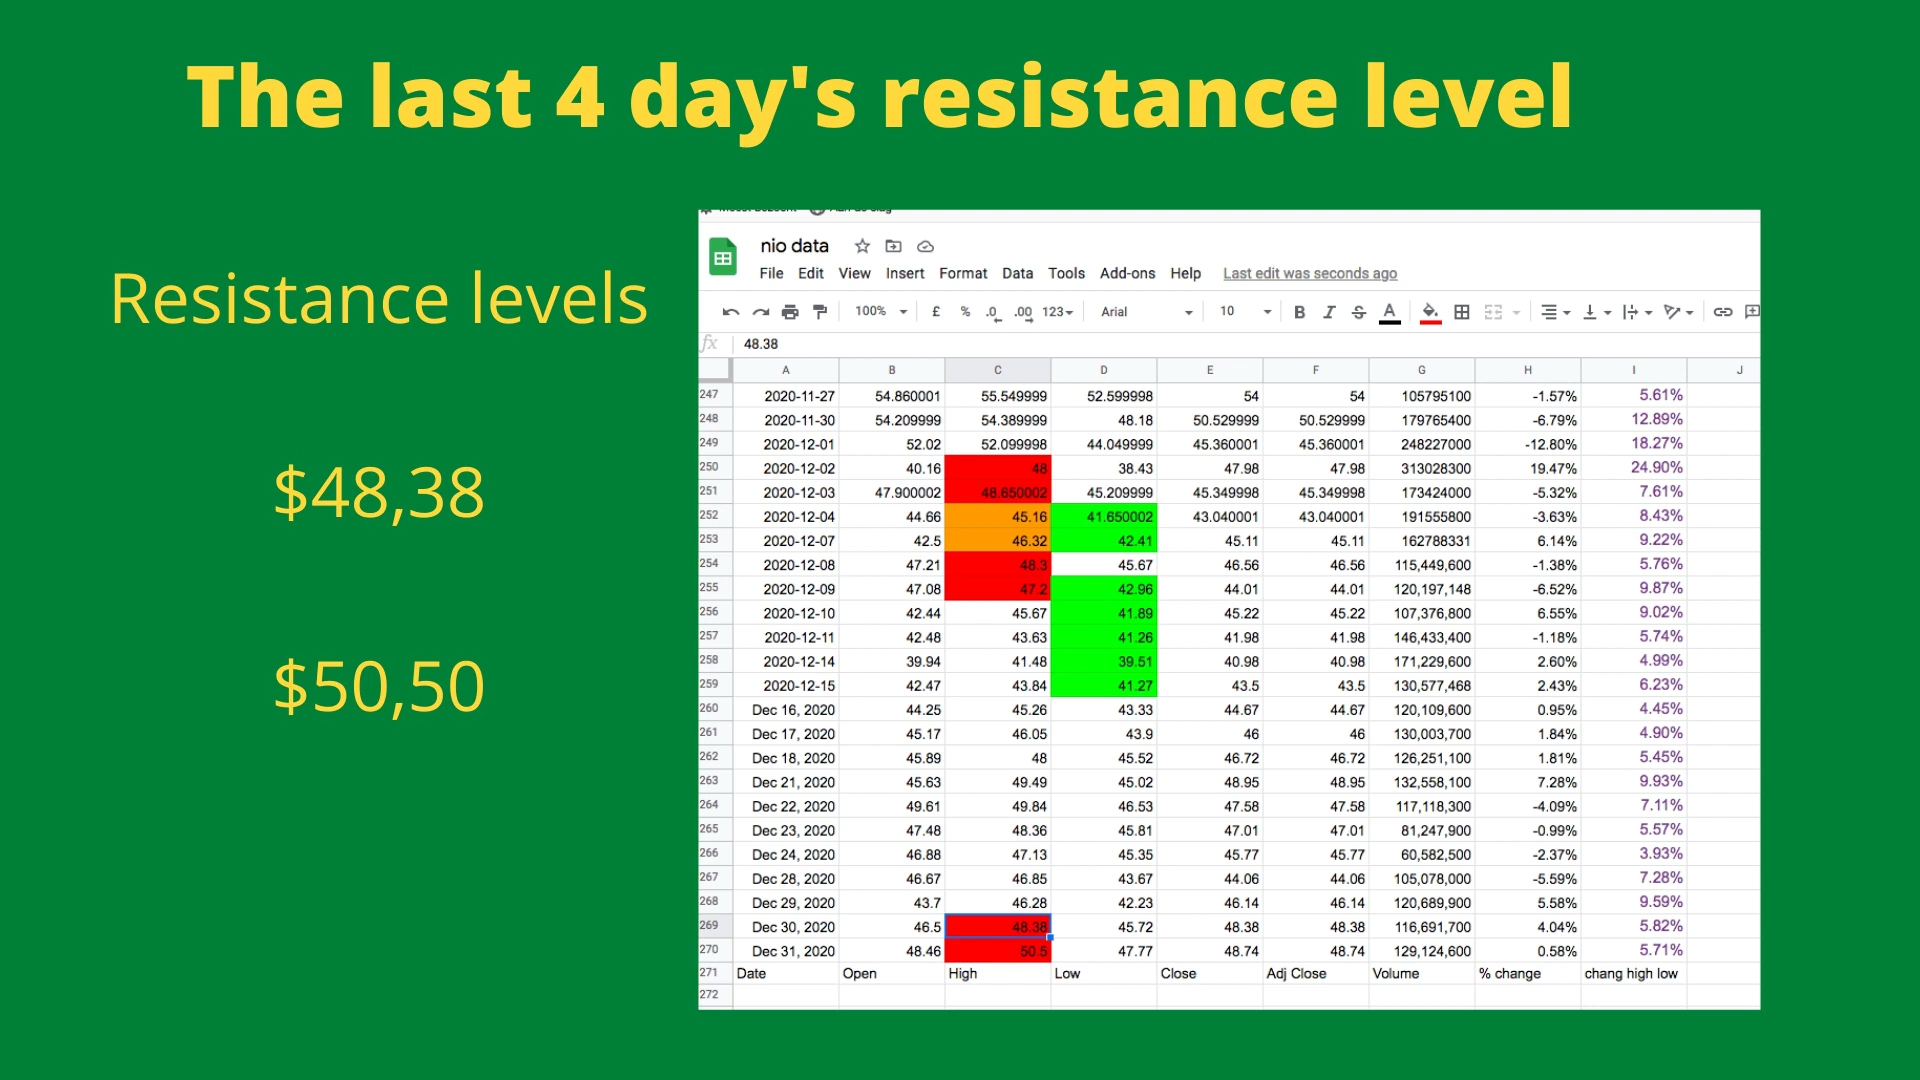 The last 4 day's resistance level
Resistance levels
$48,38
$50,50
nio data
File Edit View Insert Format Data Tools Add-ons Help Last edit was seconds ago
100% £ % .0 .00 123 Arial 10 B I S A
fx 48.38
A B C D E F G H I J
247 2020-11-27 54.860001 55.549999 52.599998 54 54 105795100 -1.57% 5.61%
248 2020-11-30 54.209999 54.389999 48.18 50.529999 50.529999 179765400 -6.79% 12.89%
249 2020-12-01 52.02 52.099998 44.049999 45.360001 45.360001 248227000 -12.80% 18.27%
250 2020-12-02 40.16 48 38.43 47.98 47.98 313028300 19.47% 24.90%
251 2020-12-03 47.900002 48.650002 45.209999 45.349998 45.349998 173424000 -5.32% 7.61%
252 2020-12-04 44.66 45.16 41.650002 43.040001 43.040001 191555800 -3.63% 8.43%
253 2020-12-07 42.5 46.32 42.41 45.11 45.11 162788331 6.14% 9.22%
254 2020-12-08 47.21 48.3 45.67 46.56 46.56 115,449,600 -1.38% 5.76%
255 2020-12-09 47.08 47.2 42.96 44.01 44.01 120,197,148 -6.52% 9.87%
256 2020-12-10 42.44 45.67 41.89 45.22 45.22 107,376,800 6.55% 9.02%
257 2020-12-11 42.48 43.63 41.26 41.98 41.98 146,433,400 -1.18% 5.74%
258 2020-12-14 39.94 41.48 39.51 40.98 40.98 171,229,600 2.60% 4.99%
259 2020-12-15 42.47 43.84 41.27 43.5 43.5 130,577,468 2.43% 6.23%
260 Dec 16, 2020 44.25 45.26 43.33 44.67 44.67 120,109,600 0.95% 4.45%
261 Dec 17, 2020 45.17 46.05 43.9 46 46 130,003,700 1.84% 4.90%
262 Dec 18, 2020 45.89 48 45.52 46.72 46.72 126,251,100 1.81% 5.45%
263 Dec 21, 2020 45.63 49.49 45.02 48.95 48.95 132,558,100 7.28% 9.93%
264 Dec 22, 2020 49.61 49.84 46.53 47.58 47.58 117,118,300 -4.09% 7.11%
265 Dec 23, 2020 47.48 48.36 45.81 47.01 47.01 81,247,900 -0.99% 5.57%
266 Dec 24, 2020 46.88 47.13 45.35 45.77 45.77 60,582,500 -2.37% 3.93%
267 Dec 28, 2020 46.67 46.85 43.67 44.06 44.06 105,078,000 -5.59% 7.28%
268 Dec 29, 2020 43.7 46.28 42.23 46.14 46.14 120,689,900 5.58% 9.59%
269 Dec 30, 2020 46.5 48.38 45.72 48.38 48.38 116,691,700 4.04% 5.82%
270 Dec 31, 2020 48.46 50.5 47.77 48.74 48.74 129,124,600 0.58% 5.71%
271 Date Open High Low Close Adj Close Volume % change chang high low
272